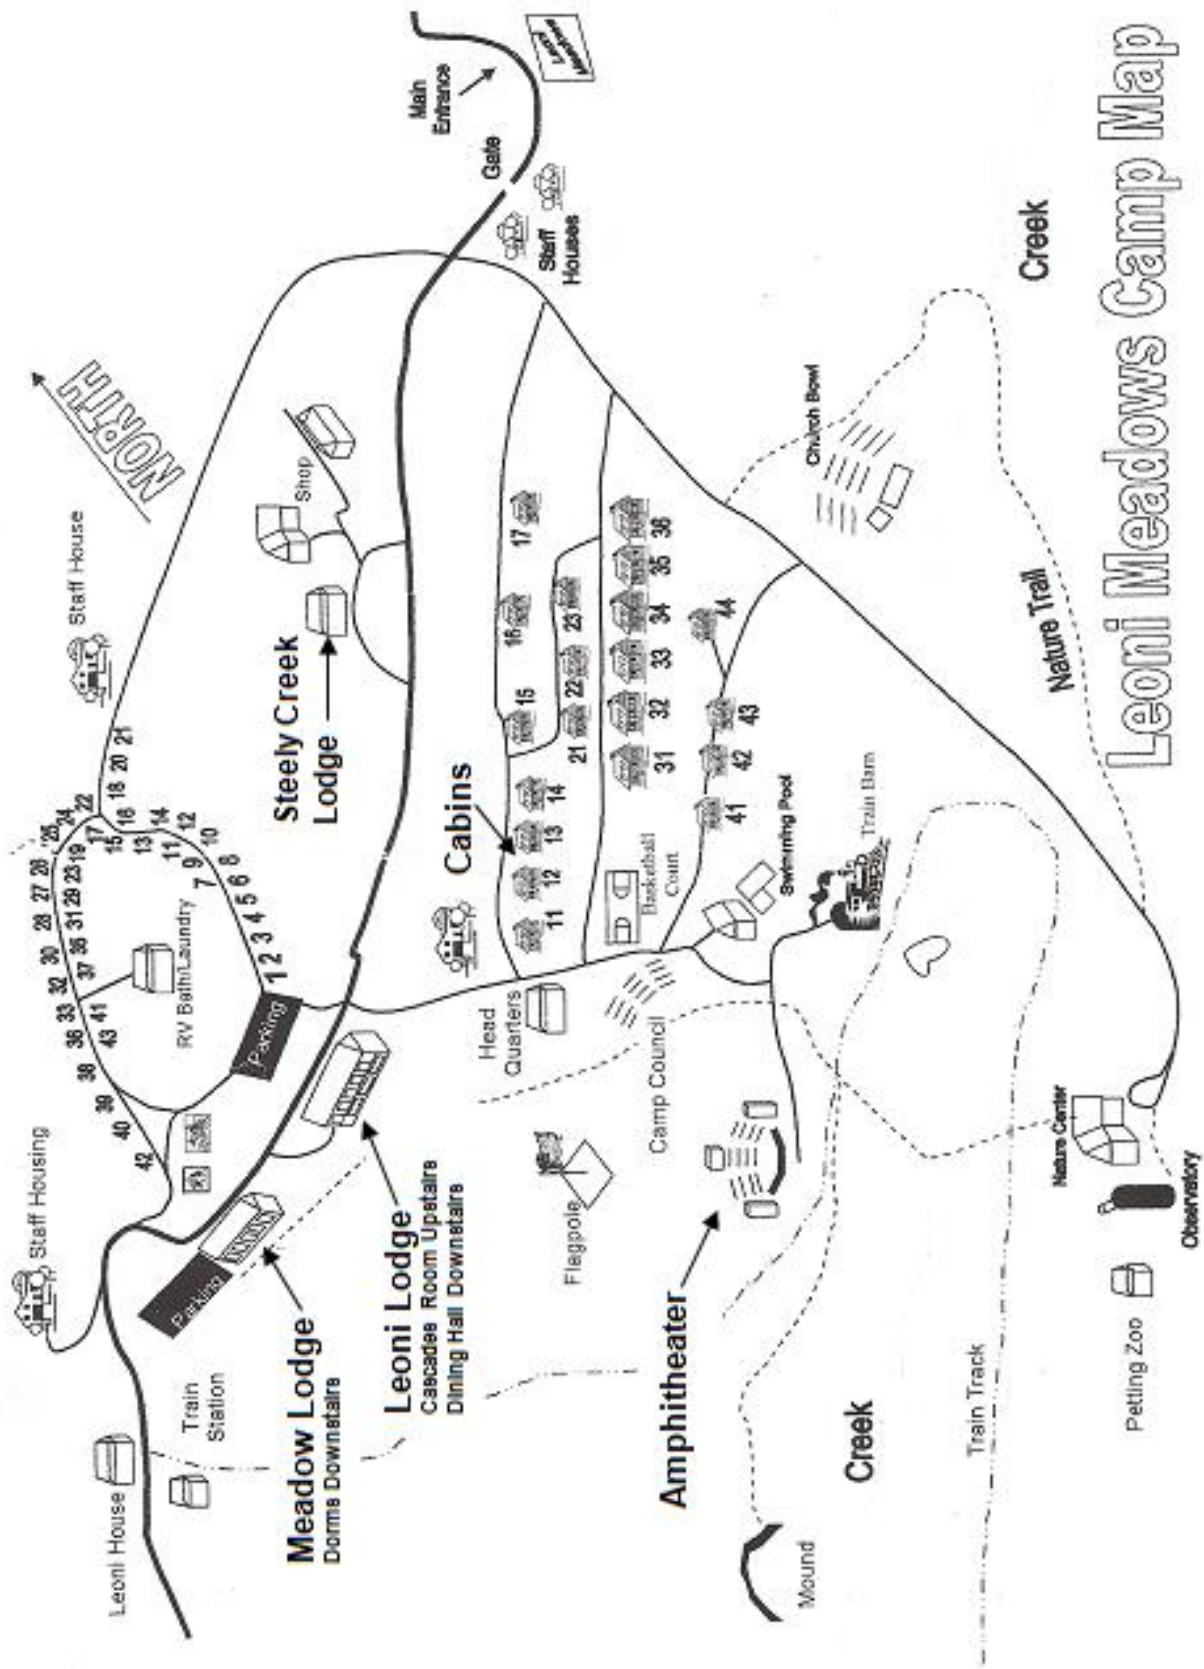 Staff Housing
Staff House
NORTH
Leoni House
Train
Station
Parking
42
40
39
38
36
33
32
30
28
27
26
25
24
22
20
21
18
43
41
37
35
31
29
23
19
17
15
16
13
14
11
12
9
10
7
8
6
5
4
3
2
1
RV Bath/Laundry
Parking
Steely Creek
Lodge
Shop
Meadow Lodge
Dorms Downstairs
Leoni Lodge
Cascades Room Upstairs
Dining Hall Downstairs
Main
Entrance
Gate
Leoni
Meadows
Staff
Houses
Cabins
Head
Quarters
11
12
13
14
15
16
17
21
22
23
31
32
33
34
35
36
Flagpole
Camp Council
Basketball
Court
41
42
43
44
Amphitheater
Swimming Pool
Church Bowl
Train Barn
Mound
Creek
Creek
Train Track
Nature Trail
Nature Center
Petting Zoo
Observatory
Leoni Meadows Camp Map